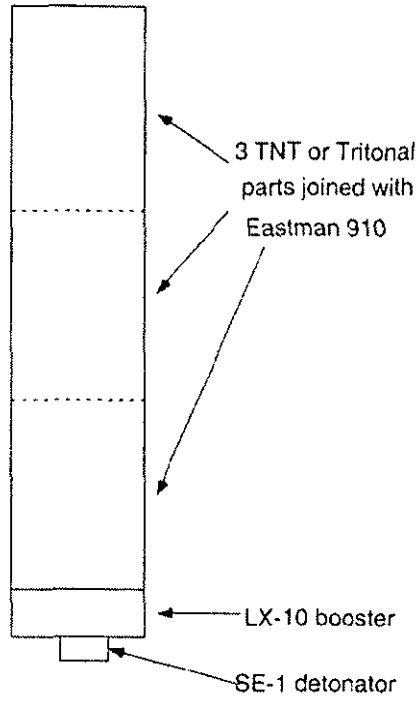 3 TNT or Tritonal
parts joined with
Eastman 910
LX-10 booster
SE-1 detonator